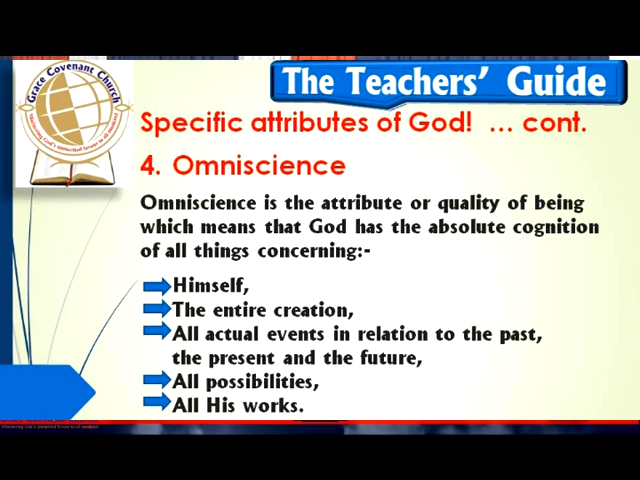 Grace Covenant Church
The Teachers' Guide
Specific attributes of God! ... cont.
4. Omniscience
Omniscience is the attribute or quality of being
which means that God has the absolute cognition
of all things concerning:-
Himself,
The entire creation,
All actual events in relation to the past,
the present and the future,
All possibilities,
All His works.